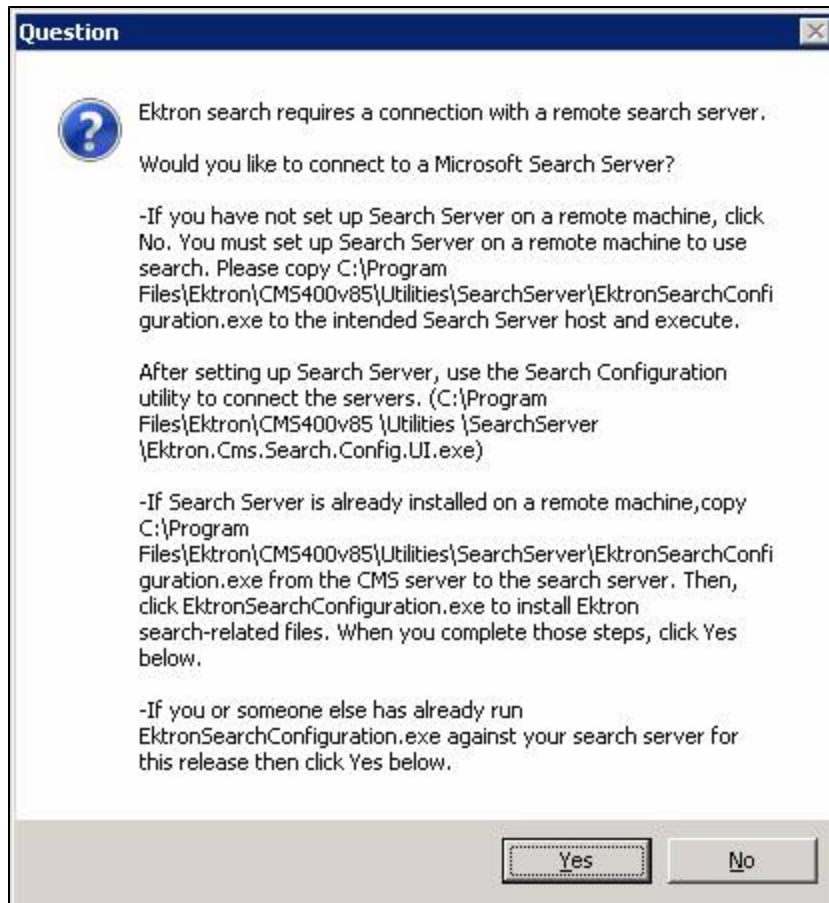 Question
Ektron search requires a connection with a remote search server.
Would you like to connect to a Microsoft Search Server?
-If you have not set up Search Server on a remote machine, click
No. You must set up Search Server on a remote machine to use
search. Please copy C:\Program
Files\Ektron\CMS400v85\Utilities\SearchServer\EktronSearchConfi
guration.exe to the intended Search Server host and execute.
After setting up Search Server, use the Search Configuration
utility to connect the servers. (C:\Program
Files\Ektron\CMS400v85 \Utilities \SearchServer
\Ektron.Cms.Search.Config.UI.exe)
-If Search Server is already installed on a remote machine,copy
C:\Program
Files\Ektron\CMS400v85\Utilities\SearchServer\EktronSearchConfi
guration.exe from the CMS server to the search server. Then,
click EktronSearchConfiguration.exe to install Ektron
search-related files. When you complete those steps, click Yes
below.
-If you or someone else has already run
EktronSearchConfiguration.exe against your search server for
this release then click Yes below.
Yes
No